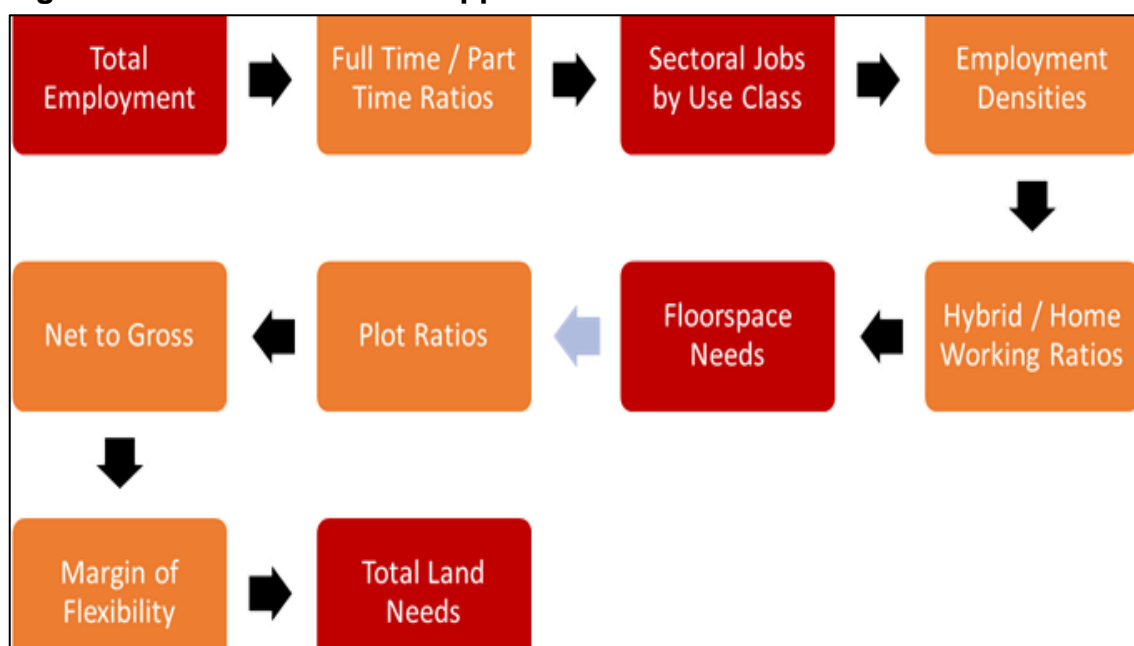 Total
Employment
Full Time / Part
Time Ratios
Sectoral Jobs
by Use Class
Employment
Densities
Hybrid / Home
Working Ratios
Floorspace
Needs
Plot Ratios
Net to Gross
Margin of
Flexibility
Total Land
Needs